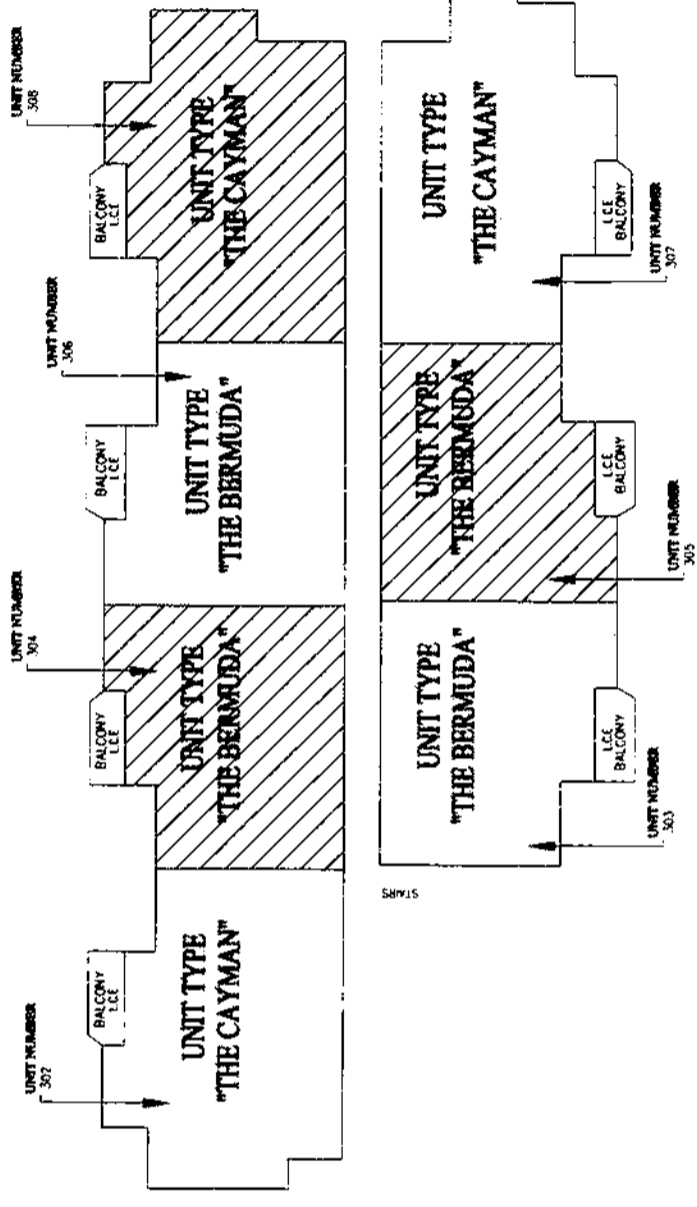 UNIT NUMBER
302
UNIT NUMBER
304
UNIT NUMBER
306
UNIT NUMBER
308
BALCONY
L.C.E
BALCONY
L.C.E
BALCONY
L.C.E
BALCONY
L.C.E
UNIT TYPE
"THE CAYMAN"
UNIT TYPE
"THE BERMUDA"
UNIT TYPE
"THE BERMUDA"
UNIT TYPE
"THE CAYMAN"
STAIRS
UNIT TYPE
"THE BERMUDA"
UNIT TYPE
"THE BERMUDA"
UNIT TYPE
"THE CAYMAN"
L.C.E
BALCONY
L.C.E
BALCONY
L.C.E
BALCONY
UNIT NUMBER
303
UNIT NUMBER
305
UNIT NUMBER
307